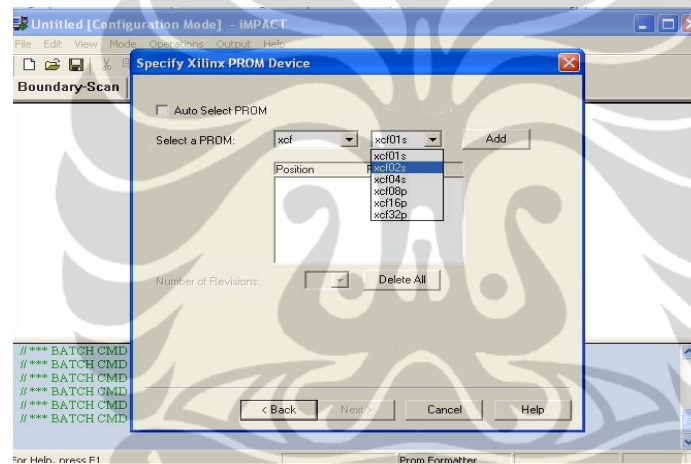 Untitled [Configuration Mode] - iMPACT
File Edit View Mode Operations Output Help
Specify Xilinx PROM Device
Boundary-Scan
Auto Select PROM
Select a PROM: xcf xcf01s Add
xcf01s
Position xcf02s
xcf04s
xcf08p
xcf16p
xcf32p
Number of Revisions: Delete All
// *** BATCH CMD
// *** BATCH CMD
// *** BATCH CMD
// *** BATCH CMD
// *** BATCH CMD
// *** BATCH CMD
< Back Next > Cancel Help
For Help, press F1 Prom Formatter